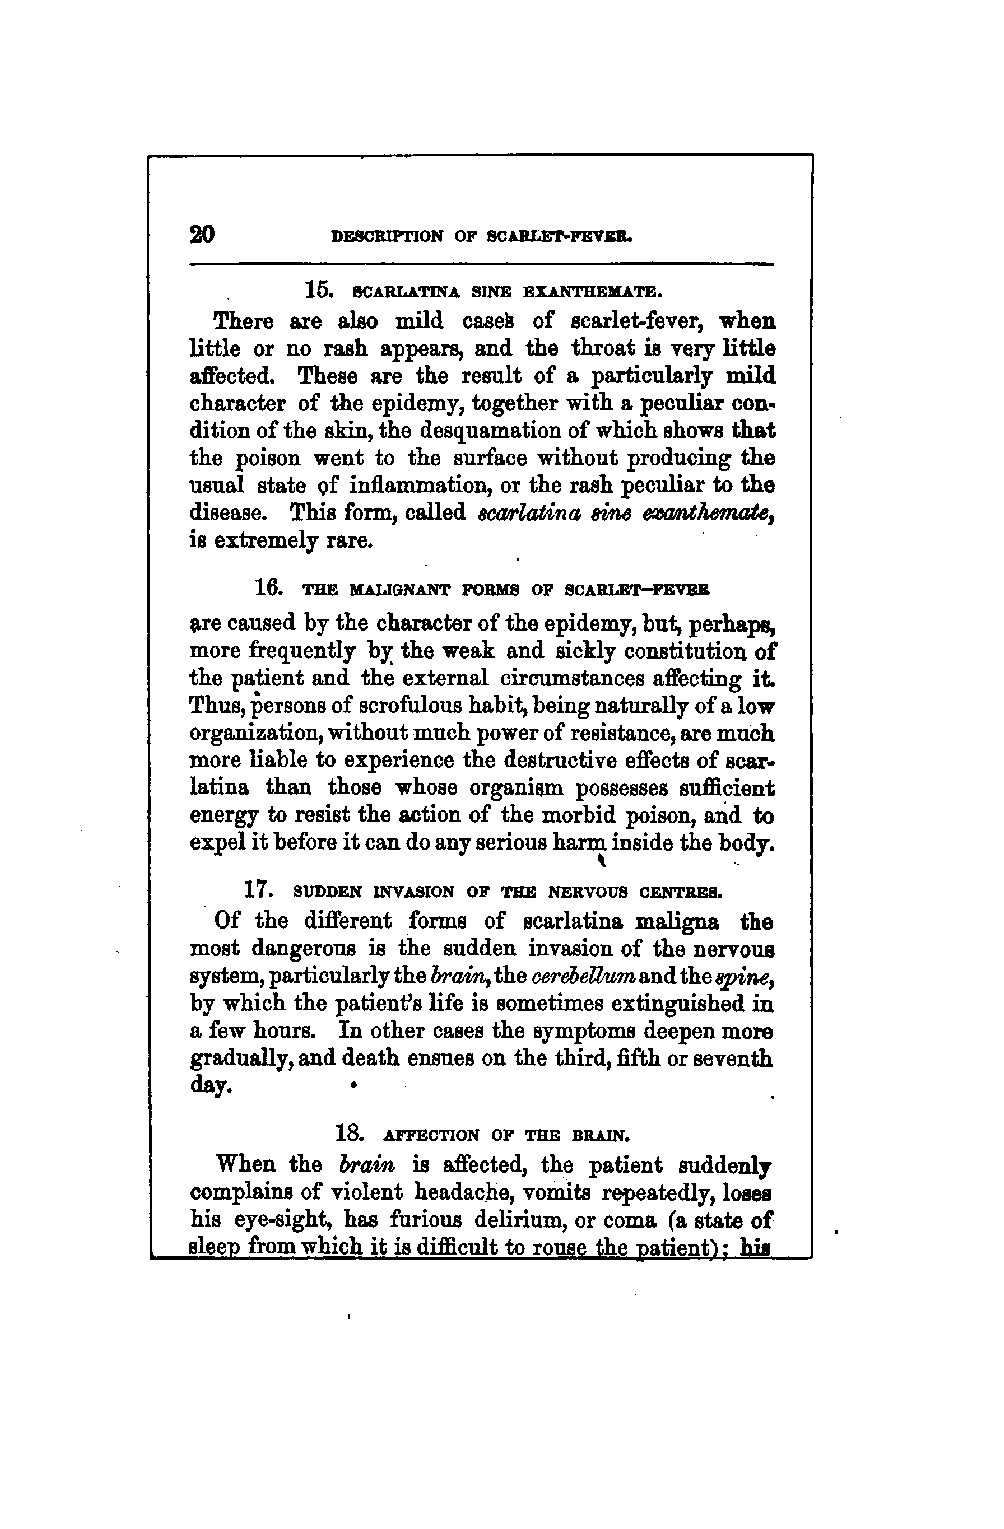 20 DESCRIPTION OF SCARLET-FEVER.
15. SCARLATINA SINE EXANTHEMATE.
There are also mild cases of scarlet-fever, when
little or no rash appears, and the throat is very little
affected. These are the result of a particularly mild
character of the epidemy, together with a peculiar con-
dition of the skin, the desquamation of which shows that
the poison went to the surface without producing the
usual state of inflammation, or the rash peculiar to the
disease. This form, called scarlatina sine exanthemate,
is extremely rare.
16. THE MALIGNANT FORMS OF SCARLET-FEVER
are caused by the character of the epidemy, but, perhaps,
more frequently by the weak and sickly constitution of
the patient and the external circumstances affecting it.
Thus, persons of scrofulous habit, being naturally of a low
organization, without much power of resistance, are much
more liable to experience the destructive effects of scar-
latina than those whose organism possesses sufficient
energy to resist the action of the morbid poison, and to
expel it before it can do any serious harm inside the body.
17. SUDDEN INVASION OF THE NERVOUS CENTRES.
Of the different forms of scarlatina maligna the
most dangerous is the sudden invasion of the nervous
system, particularly the brain, the cerebellum and the spine,
by which the patient's life is sometimes extinguished in
a few hours. In other cases the symptoms deepen more
gradually, and death ensues on the third, fifth or seventh
day.
18. AFFECTION OF THE BRAIN.
When the brain is affected, the patient suddenly
complains of violent headache, vomits repeatedly, loses
his eye-sight, has furious delirium, or coma (a state of
sleep from which it is difficult to rouse the patient); his